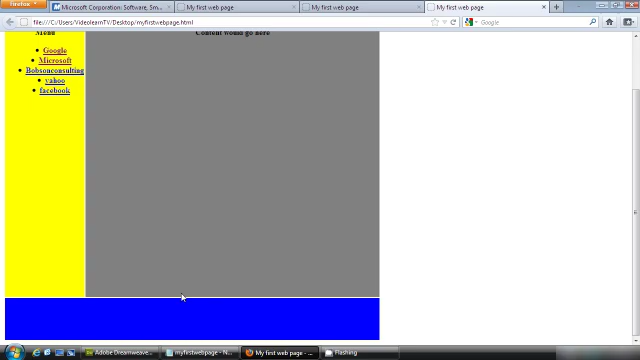 firefox
Microsoft Corporation: Software, Sm...
My first web page
My first web page
My first web page
file:///C:/Users/VideolearnTV/Desktop/myfirstwebpage.html
Google
Menu
Content would go here
Google
Microsoft
Bobsonconsulting
yahoo
facebook
Adobe Dreamweave...
myfirstwebpage - N...
My first web page - ...
Flashing